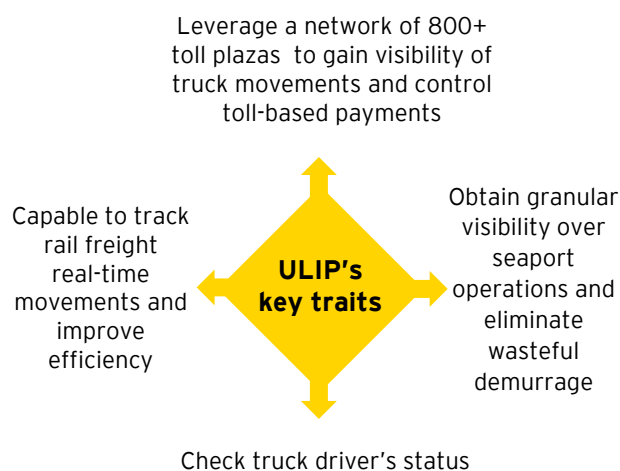 Leverage a network of 800+
toll plazas to gain visibility of
truck movements and control
toll-based payments
Capable to track
rail freight
real-time
movements and
improve
efficiency
ULIP's
key traits
Obtain granular
visibility over
seaport
operations and
eliminate
wasteful
demurrage
Check truck driver's status